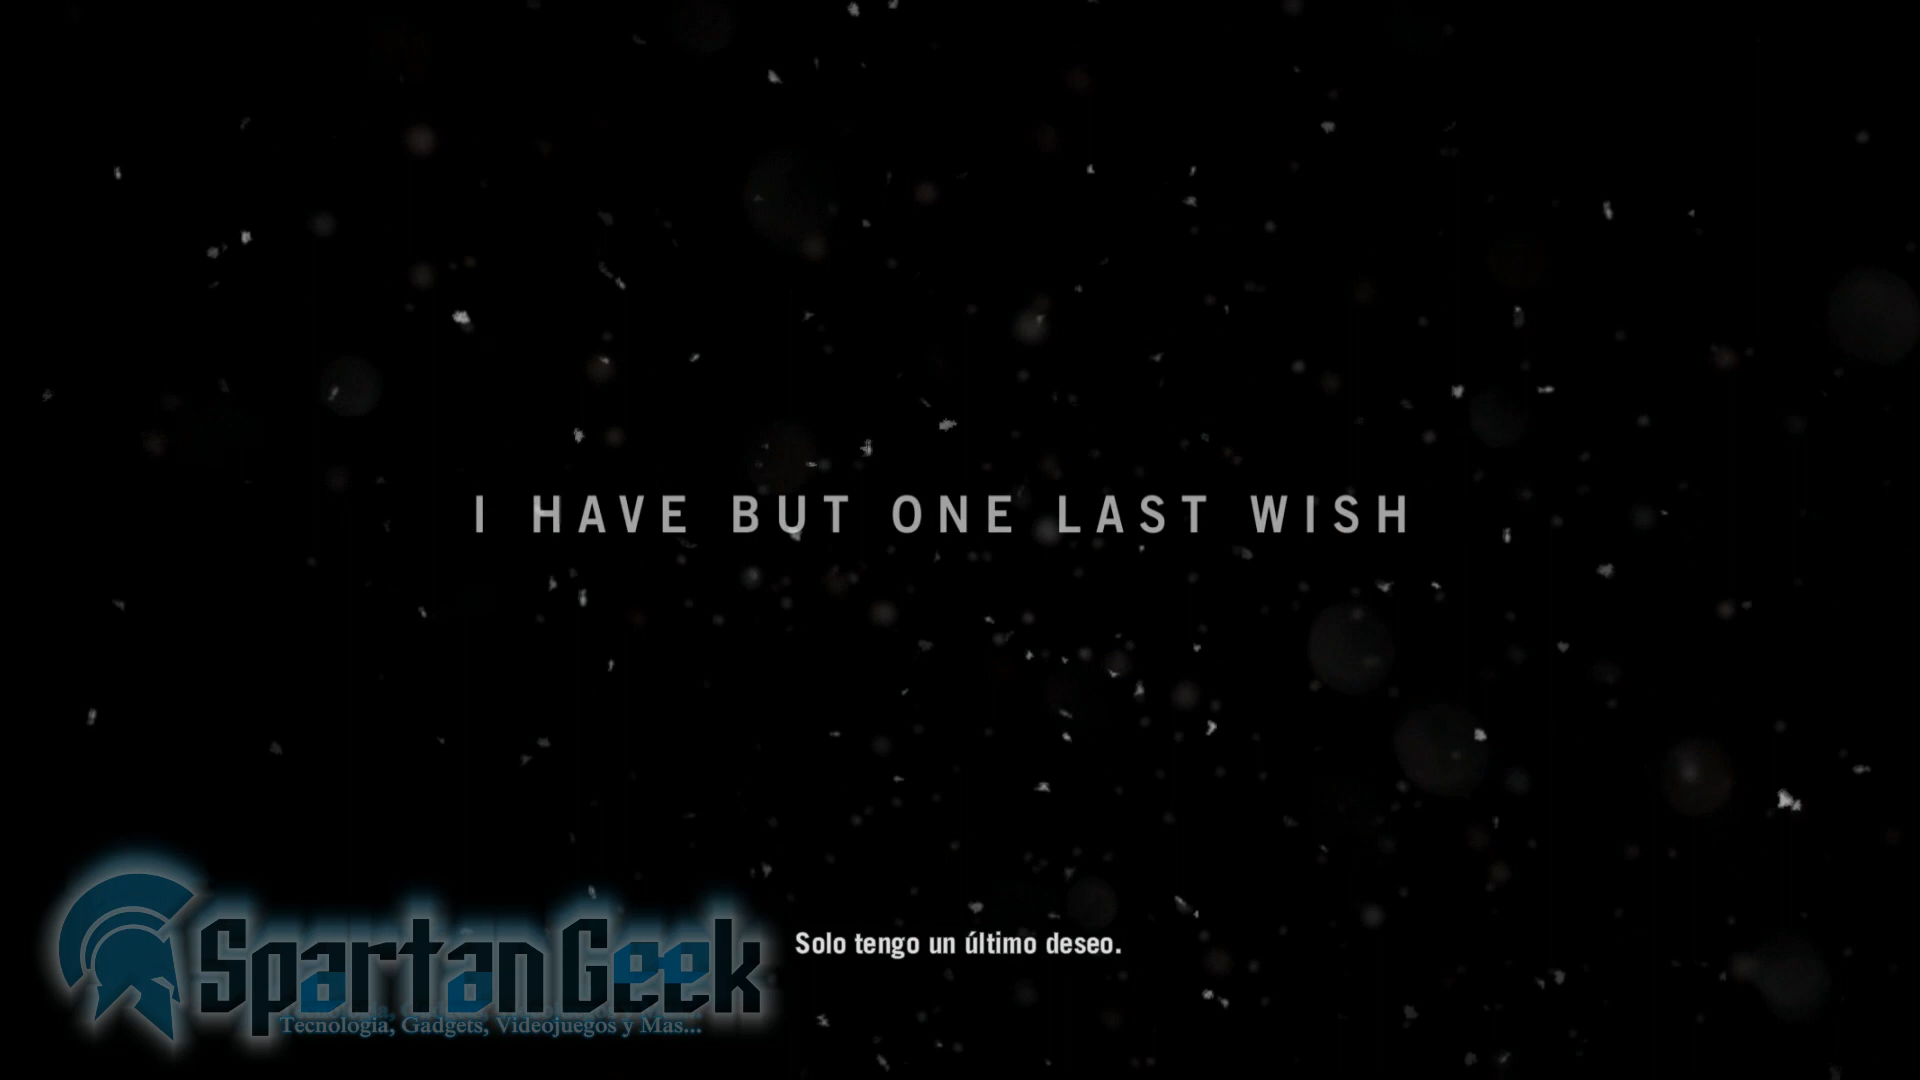 I HAVE BUT ONE LAST WISH
Solo tengo un último deseo.
SpartanGeek
Tecnologia, Gadgets, Videojuegos y Mas...